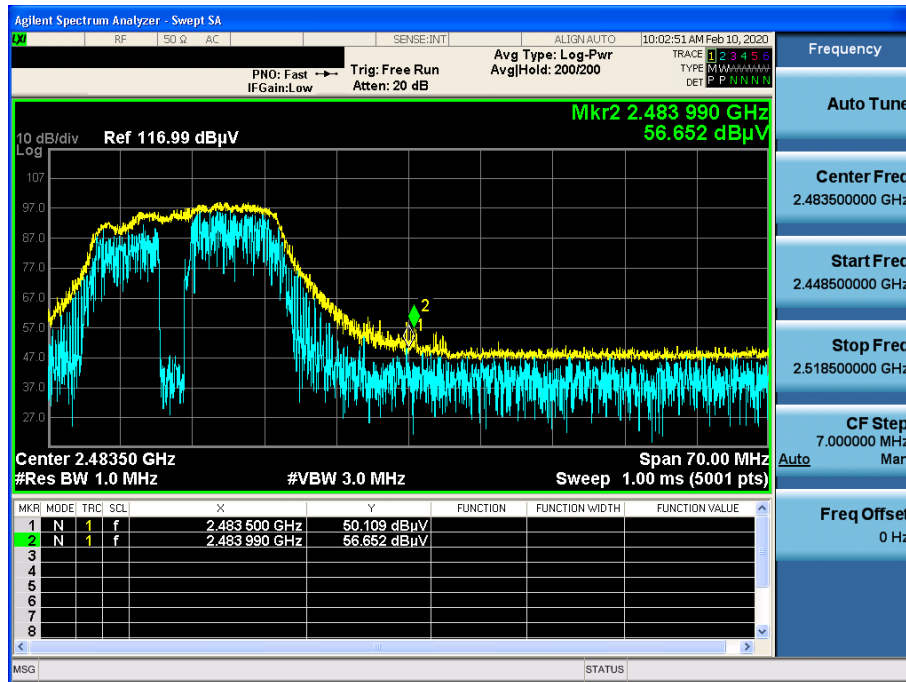 Agilent Spectrum Analyzer - Swept SA
LXI RF 50 Ω AC SENSE:INT ALIGN AUTO 10:02:51 AM Feb 10, 2020
Frequency
PNO: Fast
IFGain:Low
Trig: Free Run
Atten: 20 dB
Avg Type: Log-Pwr
Avg|Hold: 200/200
TRACE 1 2 3 4 5 6
TYPE M W
DET P P N N N N
Auto Tune
Mkr2 2.483 990 GHz
56.652 dBµV
10 dB/div Ref 116.99 dBµV
Log
107
97.0
87.0
77.0
67.0
57.0
47.0
37.0
27.0
2
1
Center 2.48350 GHz Span 70.00 MHz
#Res BW 1.0 MHz #VBW 3.0 MHz Sweep 1.00 ms (5001 pts)
Center Freq
2.483500000 GHz
Start Freq
2.448500000 GHz
Stop Freq
2.518500000 GHz
CF Step
7.000000 MHz
Auto Man
Freq Offset
0 Hz
MKR MODE TRC SCL X Y FUNCTION FUNCTION WIDTH FUNCTION VALUE
1 N 1 f 2.483 500 GHz 50.109 dBµV
2 N 1 f 2.483 990 GHz 56.652 dBµV
3
4
5
6
7
8
MSG STATUS